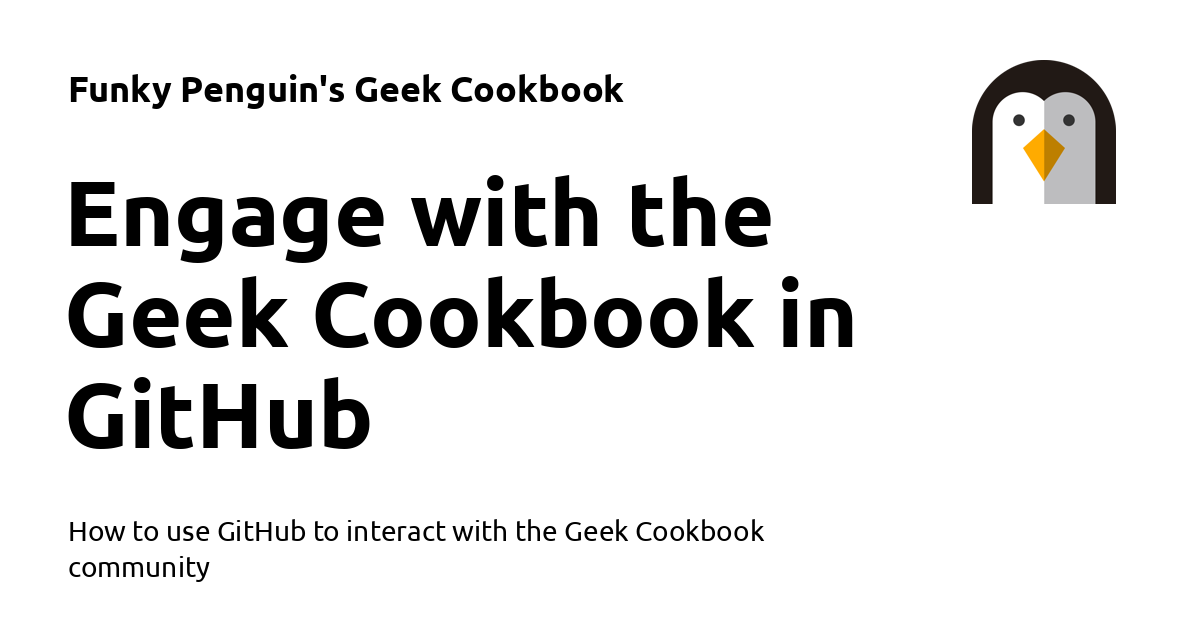 Funky Penguin's Geek Cookbook
Engage with the
Geek Cookbook in
GitHub
How to use GitHub to interact with the Geek Cookbook
community